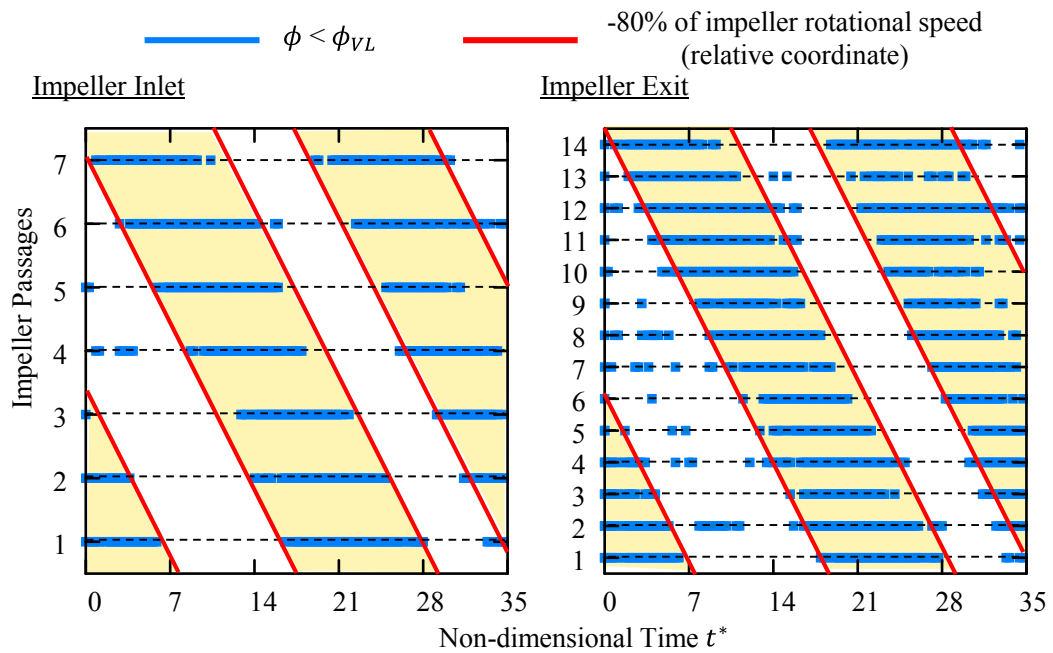 ϕ < ϕ_VL
-80% of impeller rotational speed
(relative coordinate)
Impeller Inlet
Impeller Exit
Impeller Passages
7
6
5
4
3
2
1
14
13
12
11
10
9
8
7
6
5
4
3
2
1
0 7 14 21 28 35
0 7 14 21 28 35
Non-dimensional Time t*